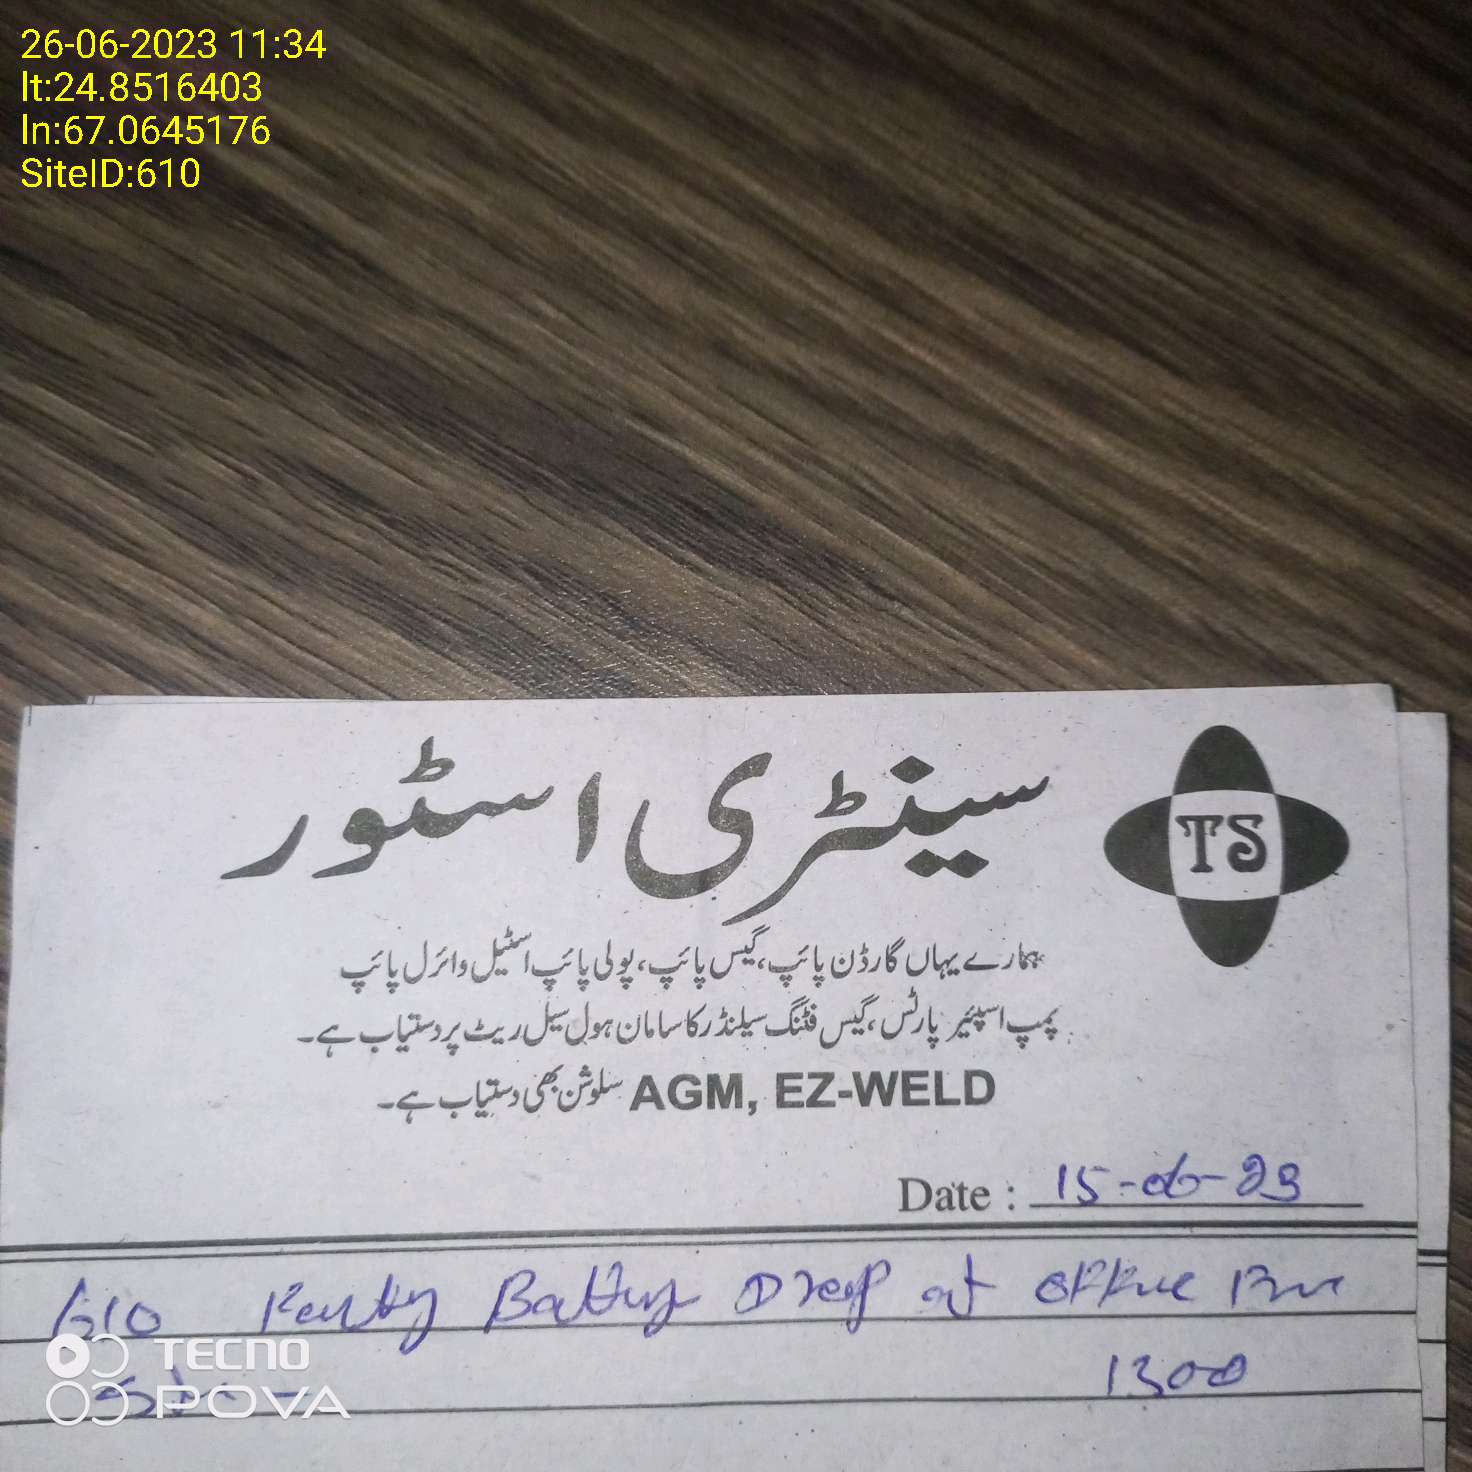 26-06-2023 11:34
lt:24.8516403
ln:67.0645176
SiteID:610
سینٹری اسٹور
TS
ہمارے یہاں گارڈن پائپ، گیس پائپ، پولی پائپ اسٹیل وائرل پائپ
پمپ اسپئیر پارٹس، گیس فٹنگ سیلنڈر کا سامان ہول سیل ریٹ پر دستیاب ہے۔
AGM, EZ-WELD سلوشن بھی دستیاب ہے۔
Date : 15-06-23
610 Battery Drop at office
1300
TECNO
POVA